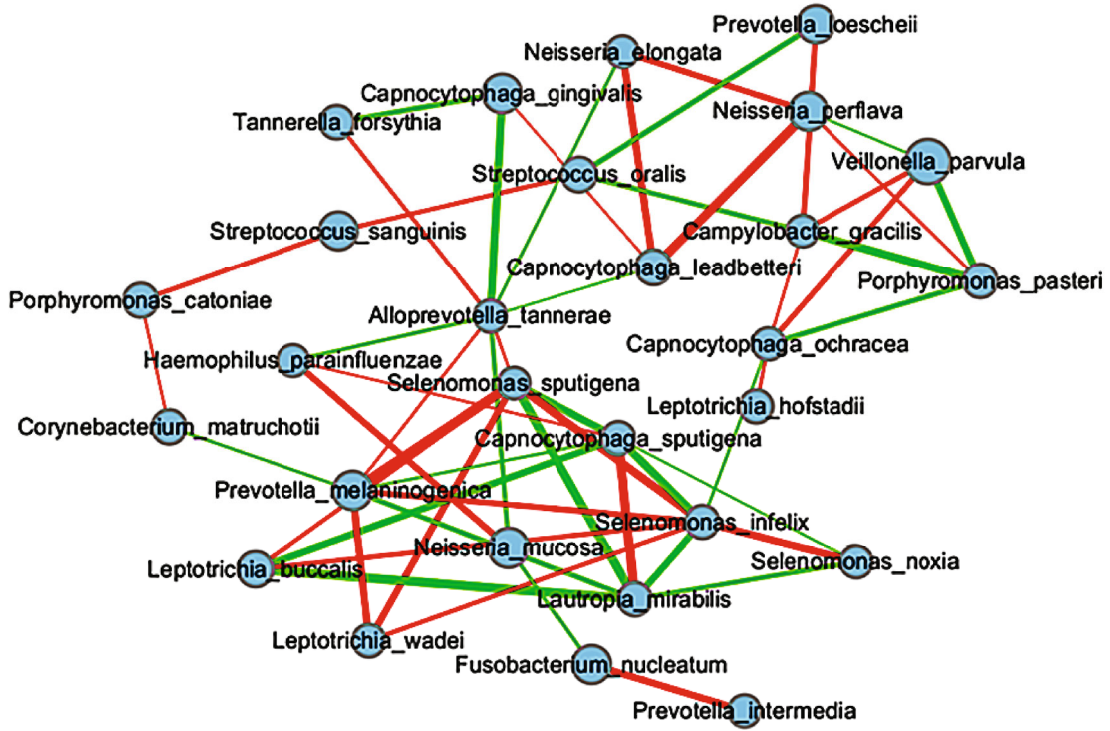 Prevotella_loescheii
Neisseria_elongata
Capnocytophaga_gingivalis
Neisseria_perflava
Tannerella_forsythia
Veillonella_parvula
Streptococcus_oralis
Streptococcus_sanguinis
Campylobacter_gracilis
Capnocytophaga_leadbetteri
Porphyromonas_pasteri
Porphyromonas_catoniae
Alloprevotella_tannerae
Capnocytophaga_ochracea
Haemophilus_parainfluenzae
Selenomonas_sputigena
Leptotrichia_hofstadii
Corynebacterium_matruchotii
Capnocytophaga_sputigena
Prevotella_melaninogenica
Selenomonas_infelix
Neisseria_mucosa
Selenomonas_noxia
Leptotrichia_buccalis
Lautropia_mirabilis
Leptotrichia_wadei
Fusobacterium_nucleatum
Prevotella_intermedia